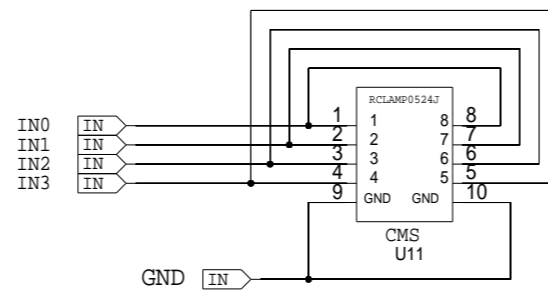 RCLAMP0524J
IN0 IN 1 1 8 8
IN1 IN 2 2 7 7
IN2 IN 3 3 6 6
IN3 IN 4 4 5 5
9 GND GND 10
CMS
U11
GND IN